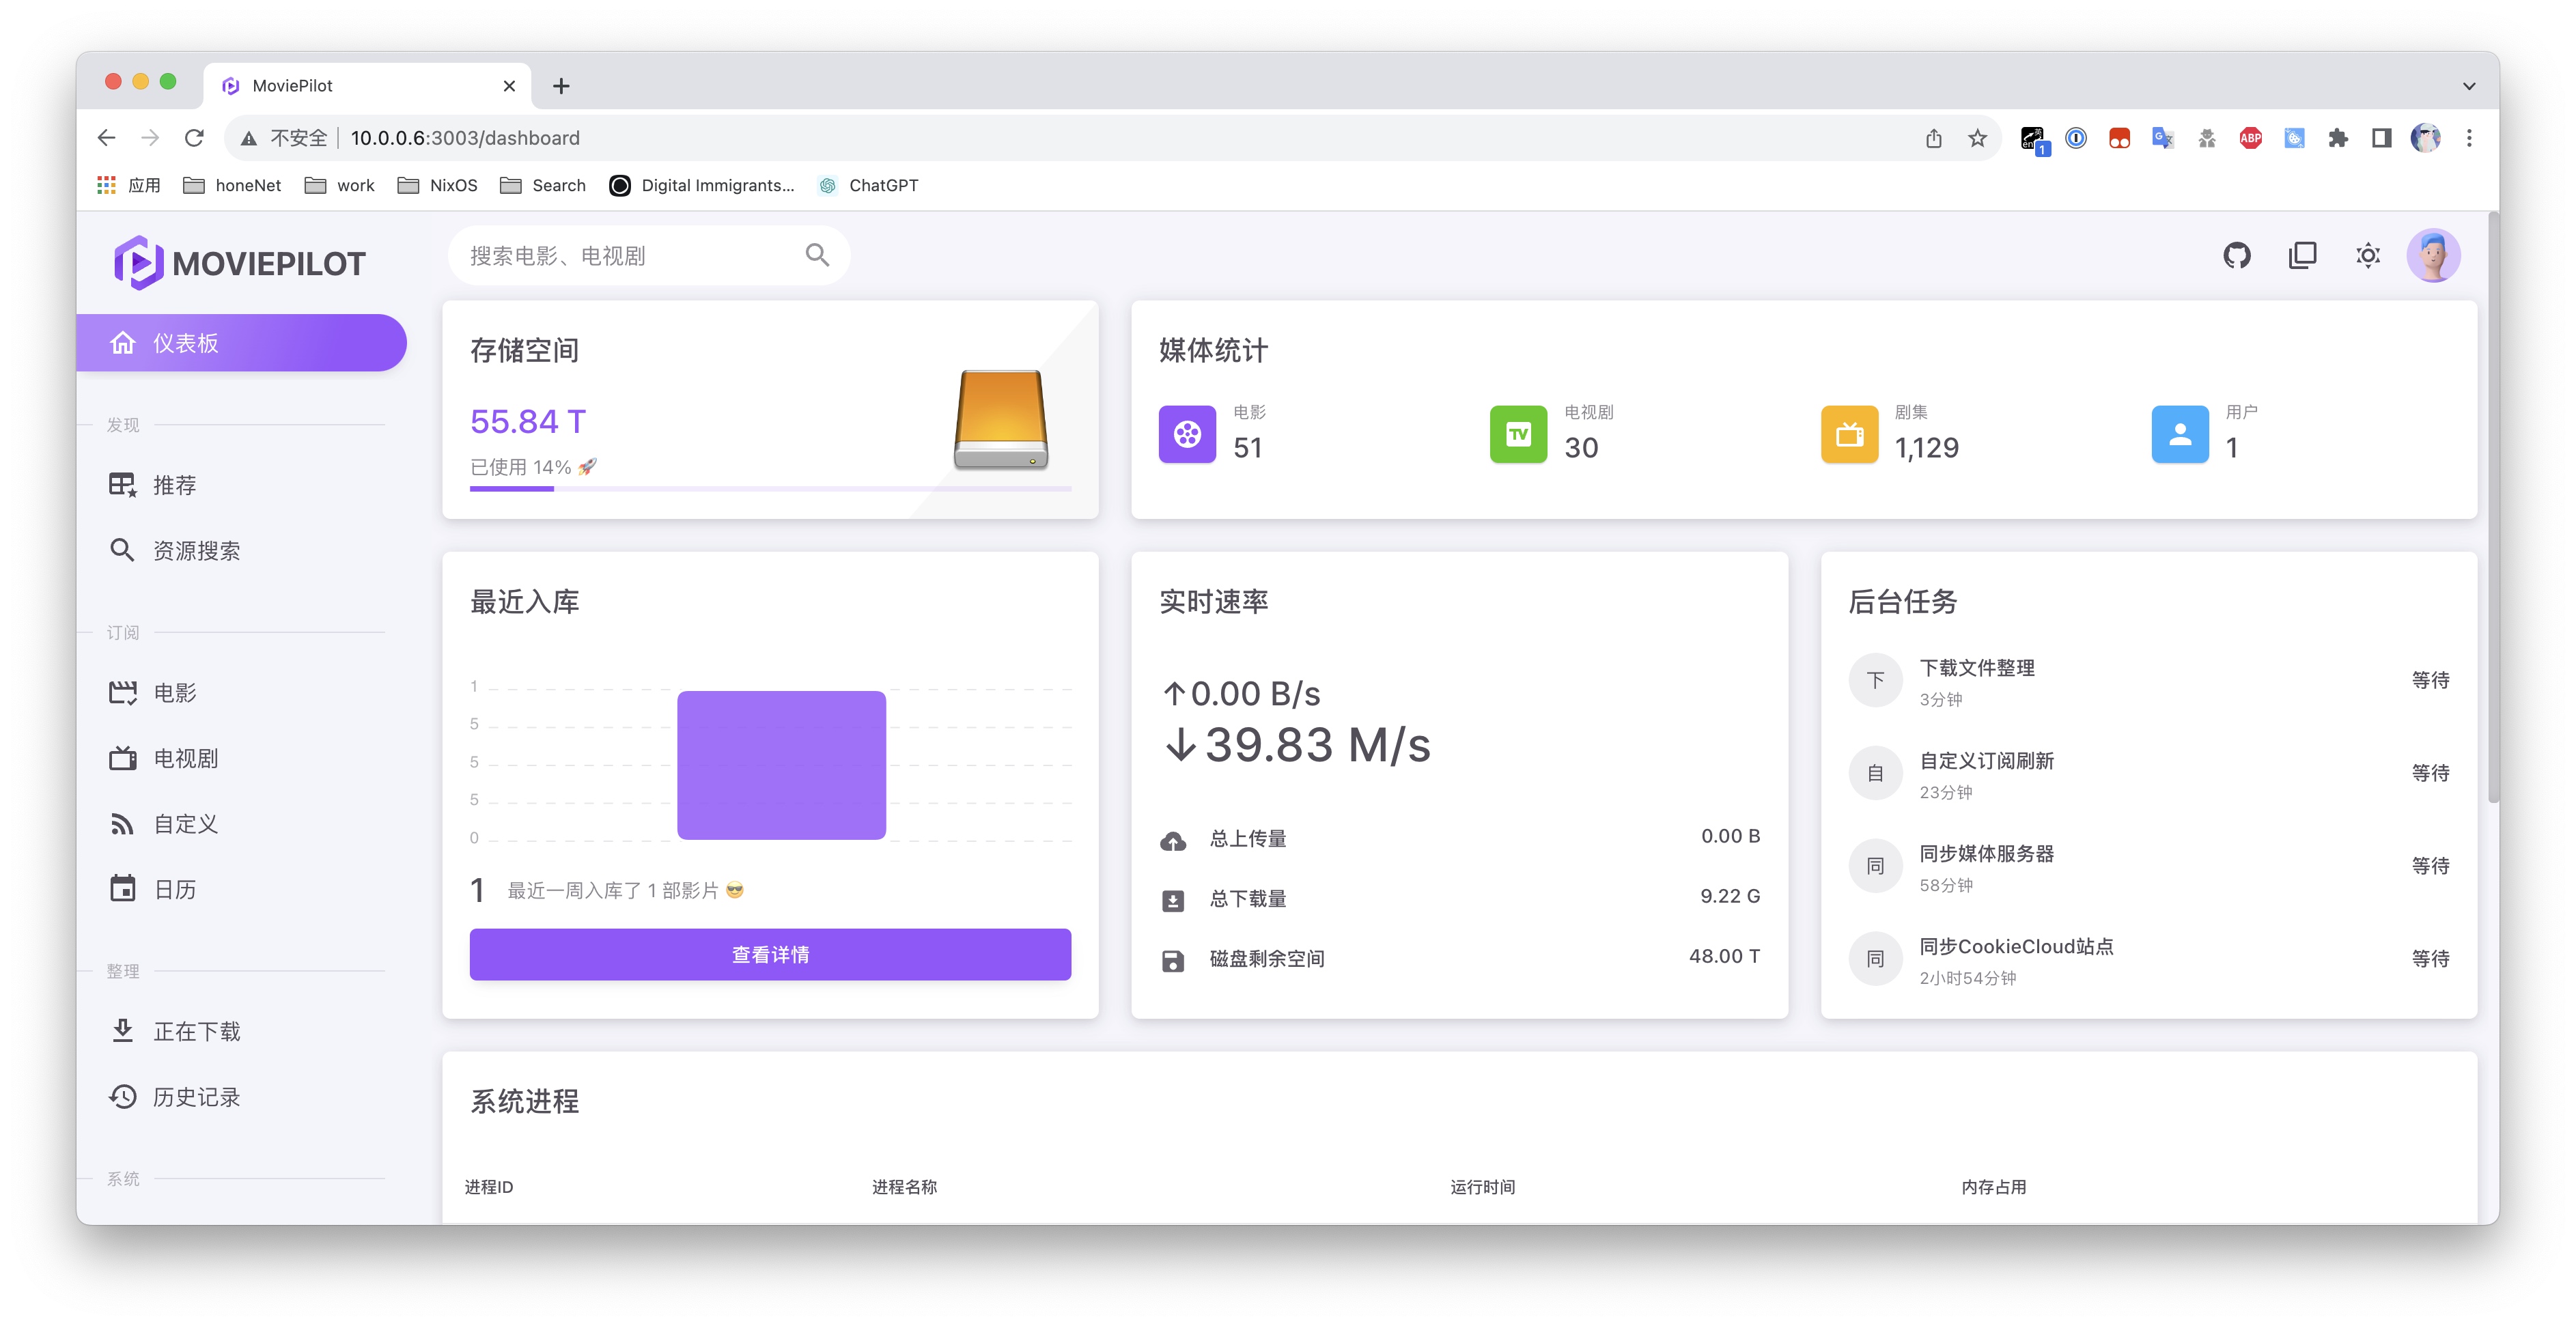 MoviePilot
不安全 10.0.0.6:3003/dashboard
en 英 1
G
ABP
应用 honeNet work NixOS Search Digital Immigrants... ChatGPT
MOVIEPILOT
搜索电影、电视剧
仪表板
发现
推荐
资源搜索
订阅
电影
电视剧
自定义
日历
整理
正在下载
历史记录
系统
存储空间
55.84 T
已使用 14% 🚀
媒体统计
电影
51
TV
电视剧
30
剧集
1,129
用户
1
最近入库
1
5
5
5
0
1 最近一周入库了 1 部影片 😎
查看详情
实时速率
↑0.00 B/s
↓39.83 M/s
总上传量 0.00 B
总下载量 9.22 G
磁盘剩余空间 48.00 T
后台任务
下 下载文件整理 等待
3分钟
自 自定义订阅刷新 等待
23分钟
同 同步媒体服务器 等待
58分钟
同 同步CookieCloud站点 等待
2小时54分钟
系统进程
进程ID 进程名称 运行时间 内存占用